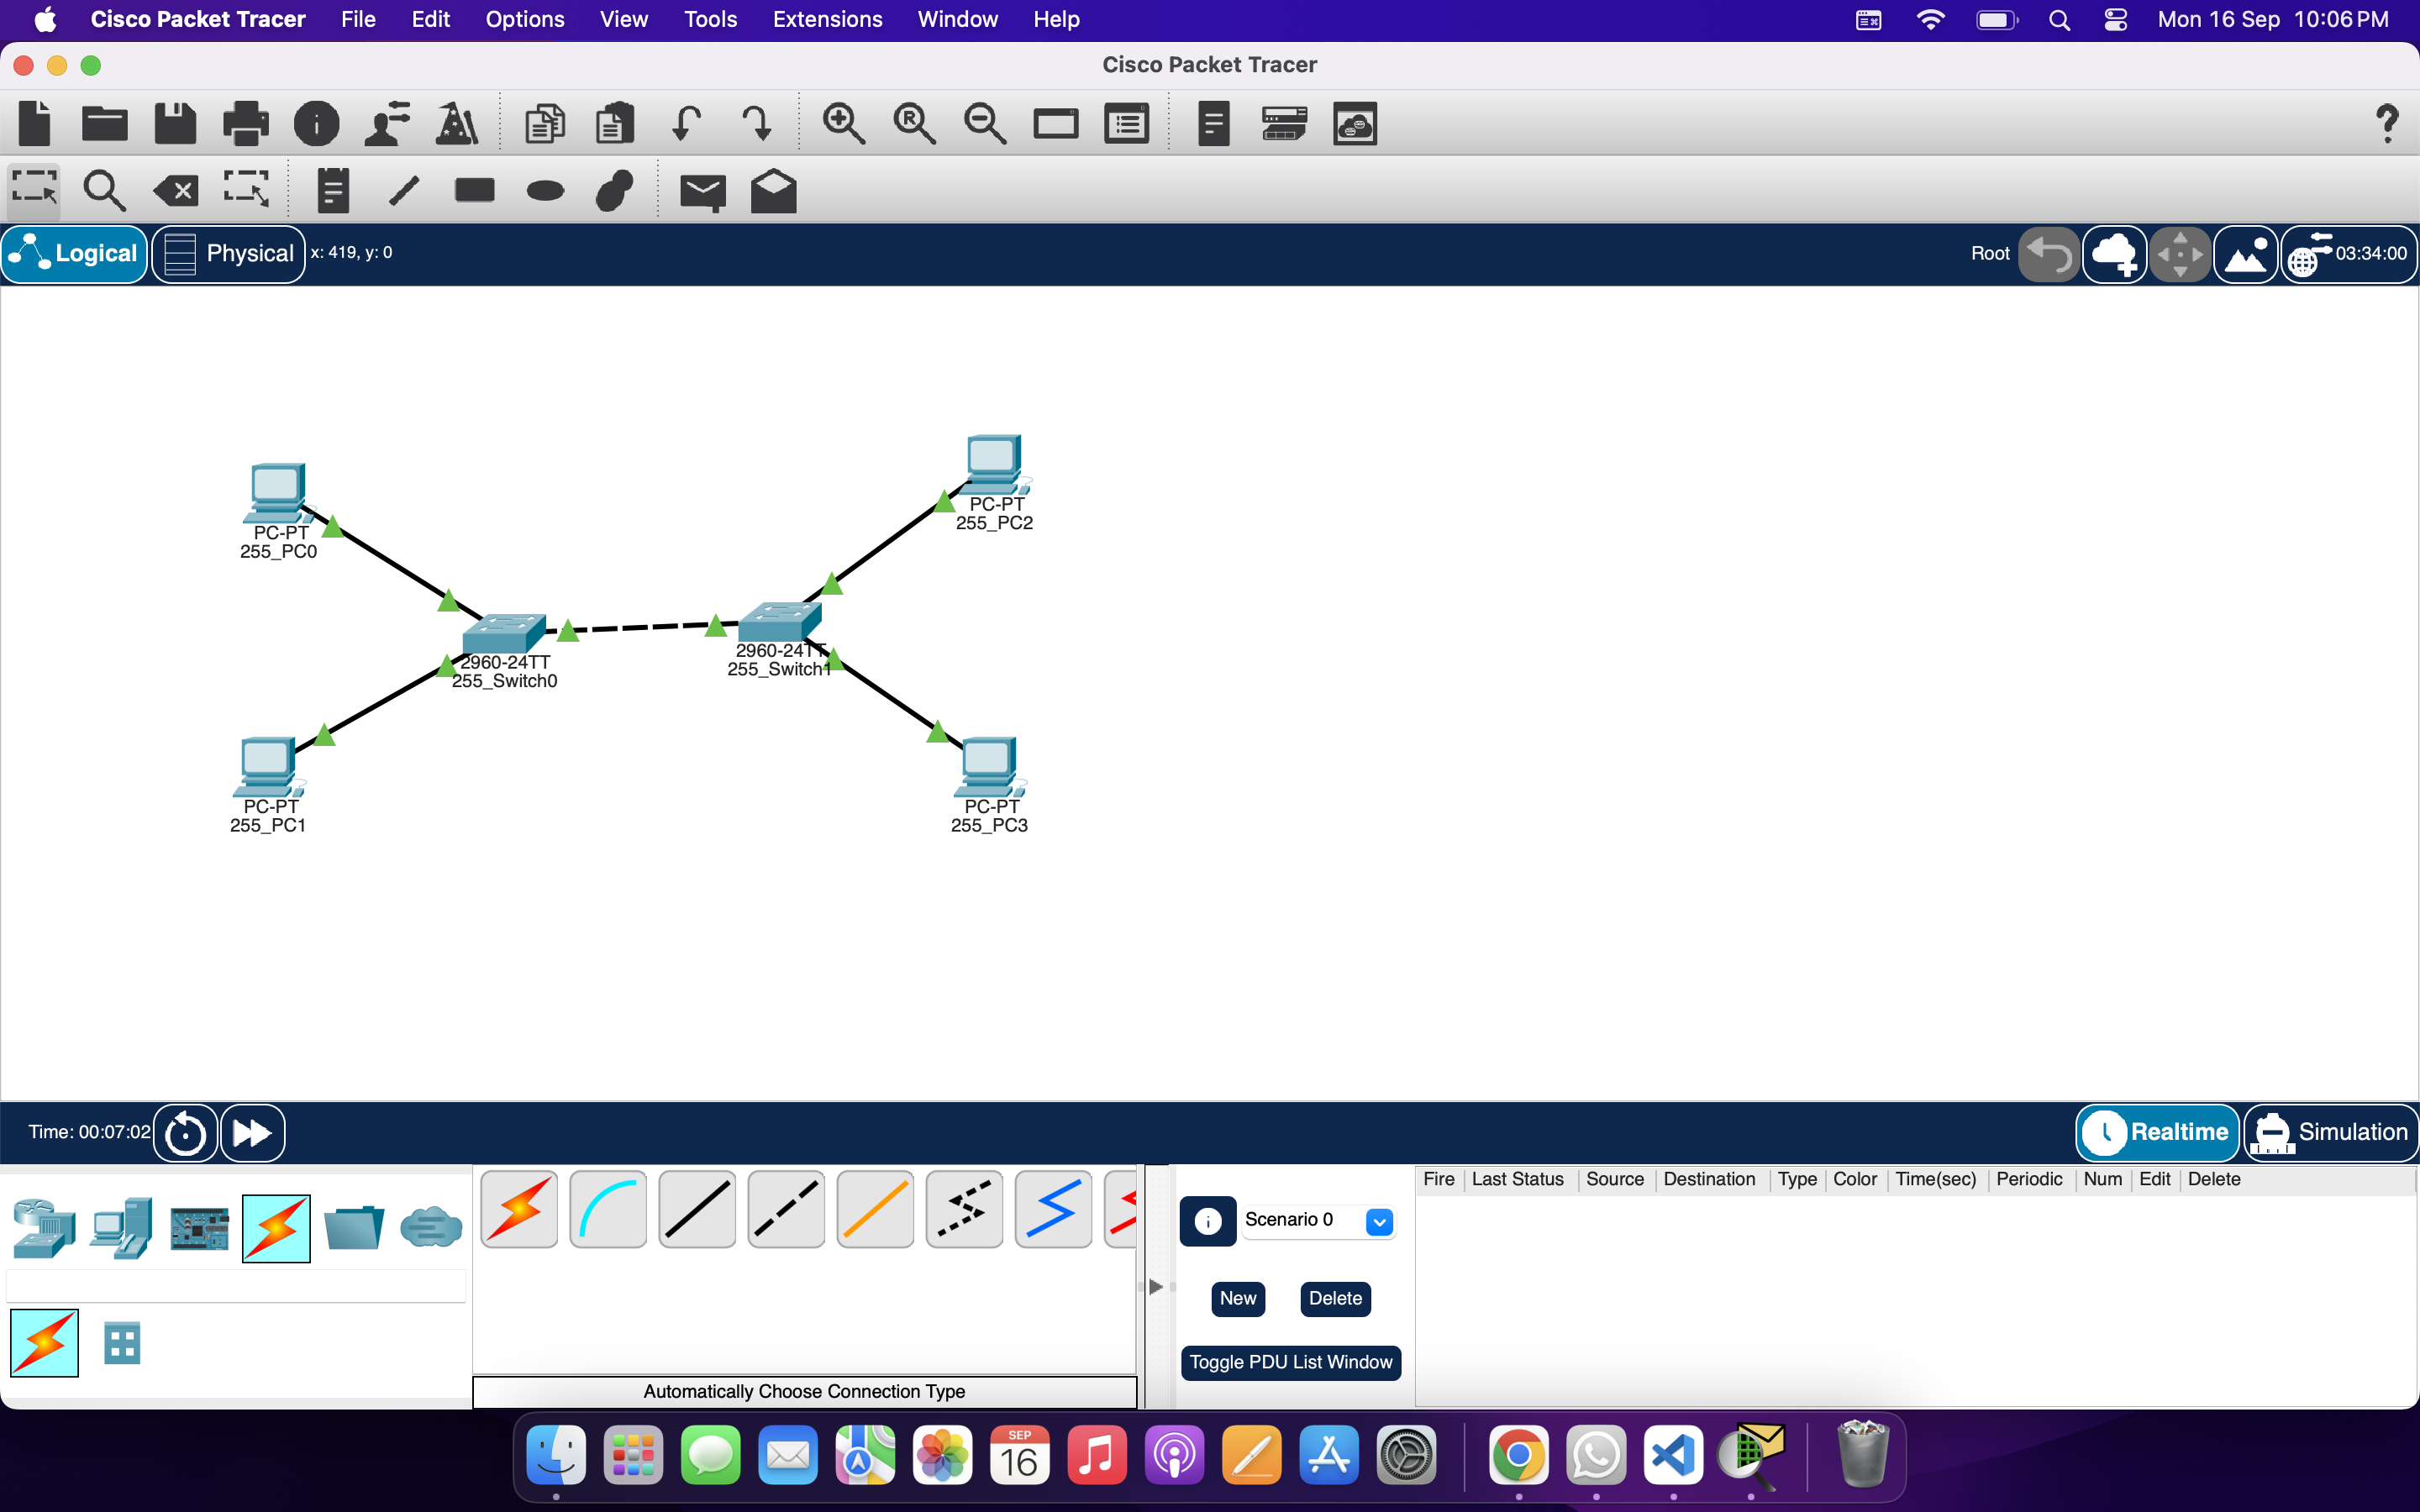 Cisco Packet Tracer File Edit Options View Tools Extensions Window Help Mon 16 Sep 10:06 PM
Cisco Packet Tracer
Logical Physical x: 419, y: 0 Root 03:34:00
PC-PT
255_PC0
PC-PT
255_PC2
2960-24TT
255_Switch0
2960-24TT
255_Switch1
PC-PT
255_PC1
PC-PT
255_PC3
Time: 00:07:02 Realtime Simulation
Fire Last Status Source Destination Type Color Time(sec) Periodic Num Edit Delete
Scenario 0
New Delete
Toggle PDU List Window
Automatically Choose Connection Type
SEP
16